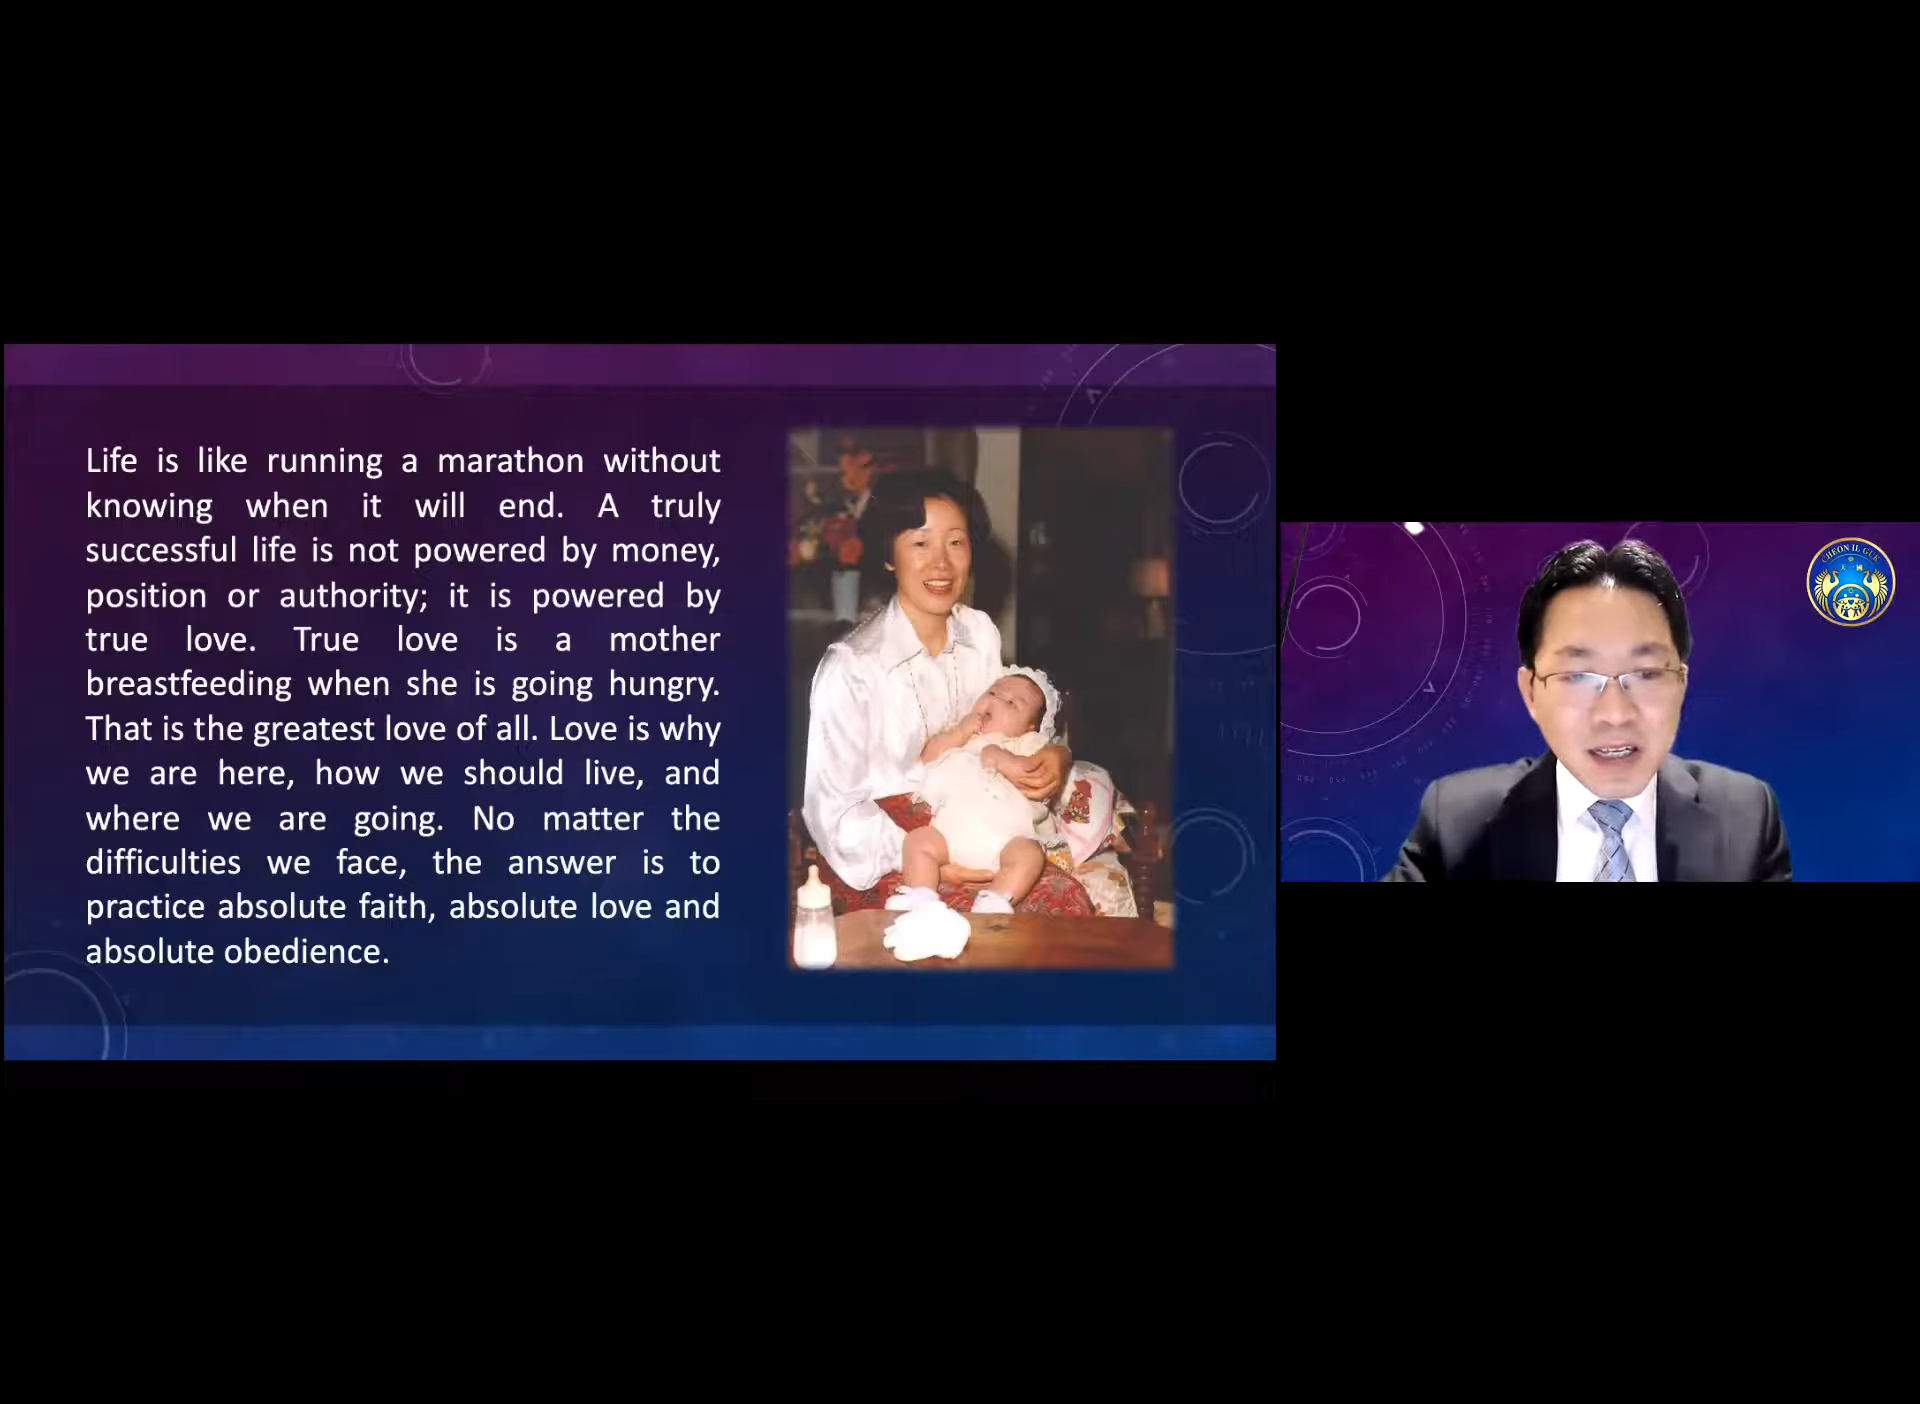 Life is like running a marathon without
knowing when it will end. A truly
successful life is not powered by money,
position or authority; it is powered by
true love. True love is a mother
breastfeeding when she is going hungry.
That is the greatest love of all. Love is why
we are here, how we should live, and
where we are going. No matter the
difficulties we face, the answer is to
practice absolute faith, absolute love and
absolute obedience.
CHEON IL GUK
天一國